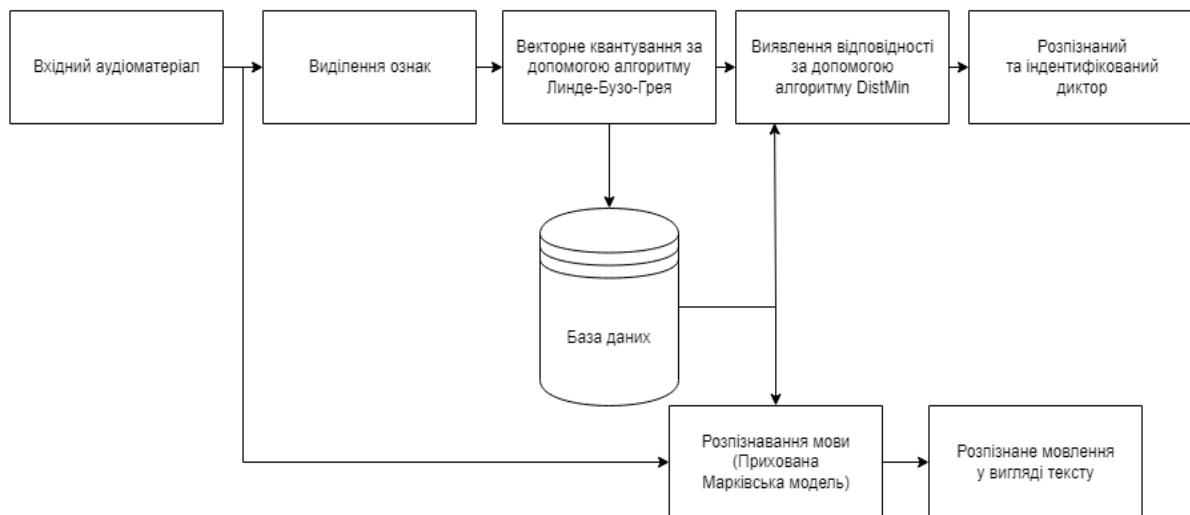 Вхідний аудіоматеріал
Виділення ознак
Векторне квантування за
допомогою алгоритму
Линде-Бузо-Грея
Виявлення відповідності
за допомогою
алгоритму DistMin
Розпізнаний
та індентифікований
диктор
База даних
Розпізнавання мови
(Прихована
Марківська модель)
Розпізнане мовлення
у вигляді тексту